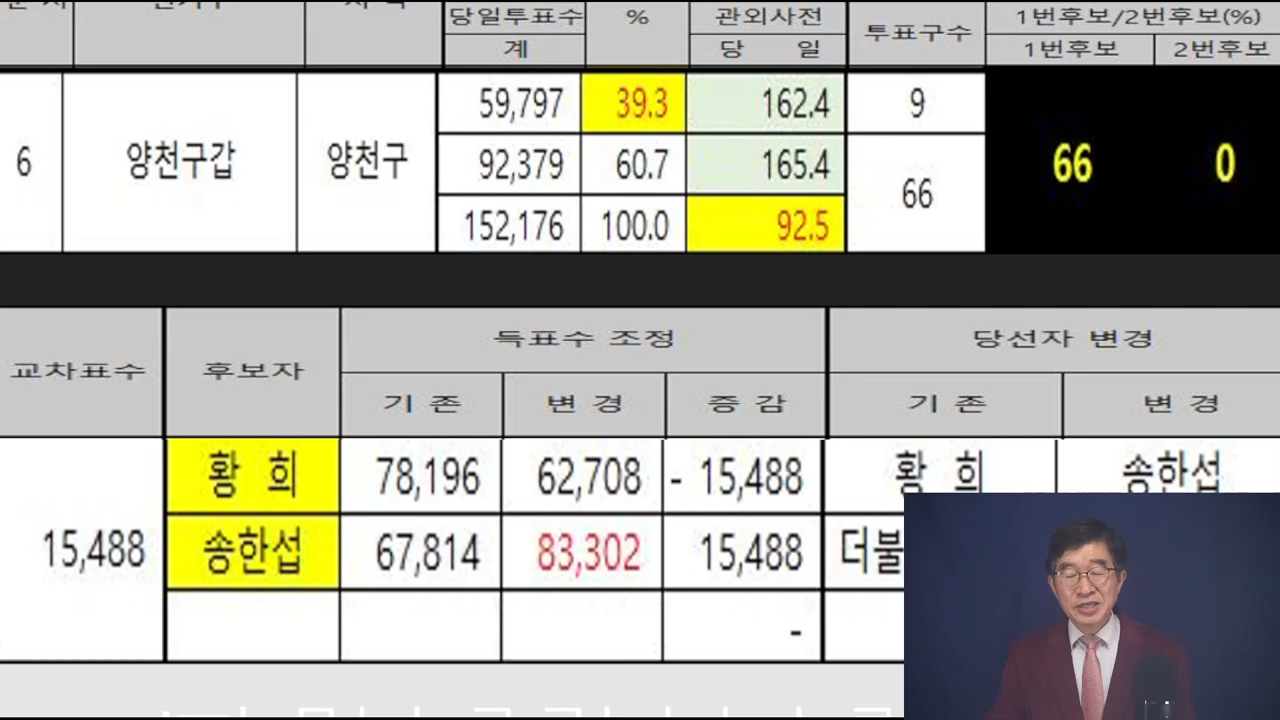 당일투표수 % 관외사전 투표구수 1번후보/2번후보(%)
계 당 일 1번후보 2번후보
59,797 39.3 162.4 9
6 양천구갑 양천구 92,379 60.7 165.4 66 66 0
152,176 100.0 92.5
교차표수 후보자 득표수 조정 당선자 변경
기 존 변 경 증 감 기 존 변 경
황 희 78,196 62,708 - 15,488 황 희 송한섭
15,488 송한섭 67,814 83,302 15,488 더불
-